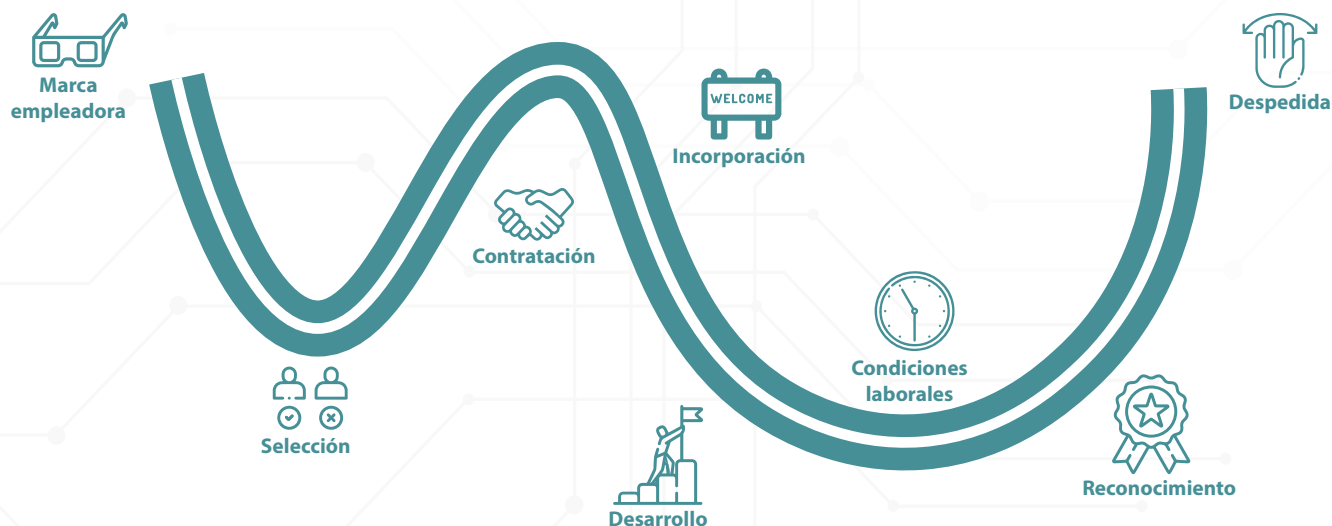 Marca
empleadora
Selección
Contratación
WELCOME
Incorporación
Desarrollo
Condiciones
laborales
Reconocimiento
Despedida